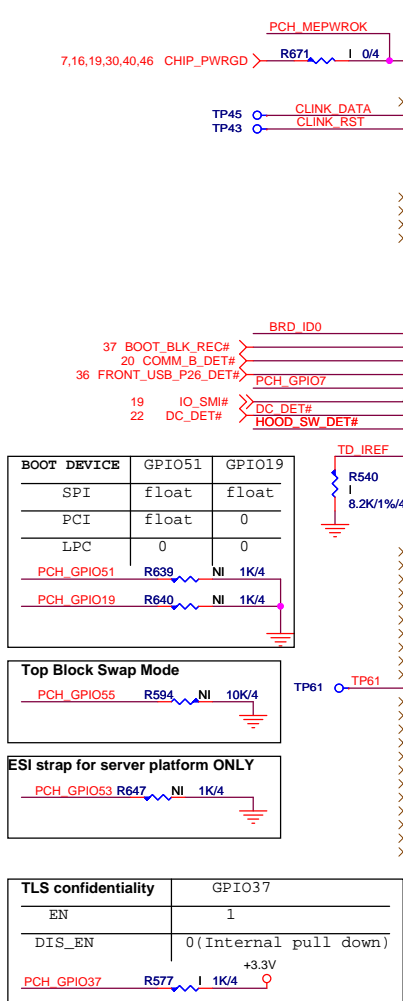 PCH_MEPWROK
7,16,19,30,40,46 CHIP_PWRGD R671 I 0/4
TP45 CLINK_DATA
TP43 CLINK_RST
BRD_ID0
37 BOOT_BLK_REC#
20 COMM_B_DET#
36 FRONT_USB_P26_DET#
PCH_GPIO7
19 IO_SMI#
22 DC_DET# DC_DET#
HOOD_SW_DET#
TD_IREF
R540
I
8.2K/1%/4
BOOT DEVICE GPIO51 GPIO19
SPI float float
PCI float 0
LPC 0 0
PCH_GPIO51 R639 NI 1K/4
PCH_GPIO19 R640 NI 1K/4
Top Block Swap Mode
PCH_GPIO55 R594 NI 10K/4
TP61 TP61
ESI strap for server platform ONLY
PCH_GPIO53 R647 NI 1K/4
TLS confidentiality GPIO37
EN 1
DIS_EN 0(Internal pull down)
+3.3V
PCH_GPIO37 R577 I 1K/4